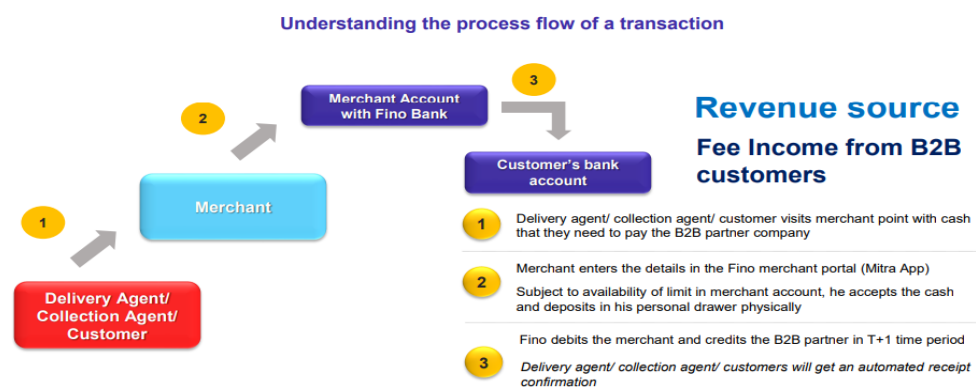 Understanding the process flow of a transaction
3
2
Merchant Account
with Fino Bank
Revenue source
Fee Income from B2B
customers
Customer's bank
account
Merchant
1
1
Delivery agent/ collection agent/ customer visits merchant point with cash
that they need to pay the B2B partner company
2
Merchant enters the details in the Fino merchant portal (Mitra App)
Subject to availability of limit in merchant account, he accepts the cash
and deposits in his personal drawer physically
Delivery Agent/
Collection Agent/
Customer
3
Fino debits the merchant and credits the B2B partner in T+1 time period
Delivery agent/ collection agent/ customers will get an automated receipt
confirmation